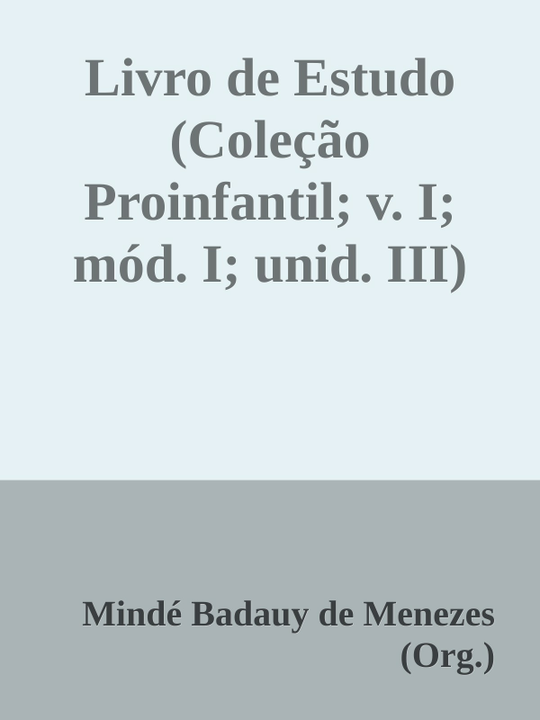 Livro de Estudo
(Coleção
Proinfantil; v. I;
mód. I; unid. III)
Mindé Badauy de Menezes
(Org.)